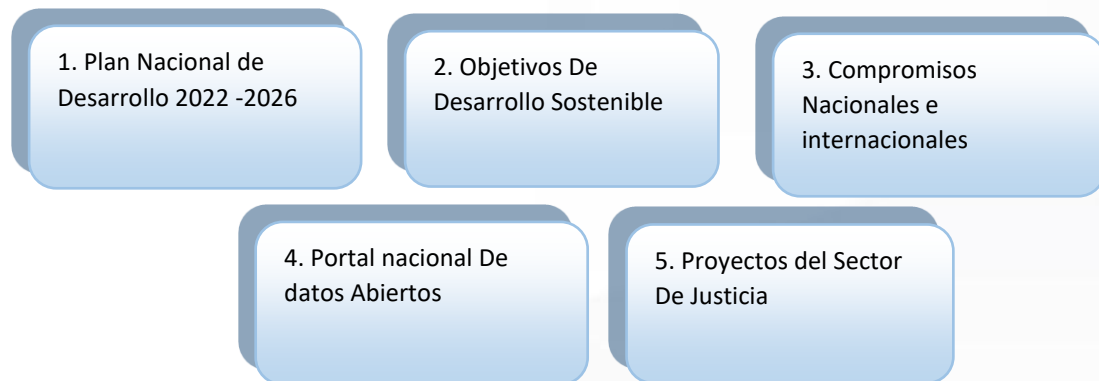 1. Plan Nacional de
Desarrollo 2022 -2026
2. Objetivos De
Desarrollo Sostenible
3. Compromisos
Nacionales e
internacionales
4. Portal nacional De
datos Abiertos
5. Proyectos del Sector
De Justicia